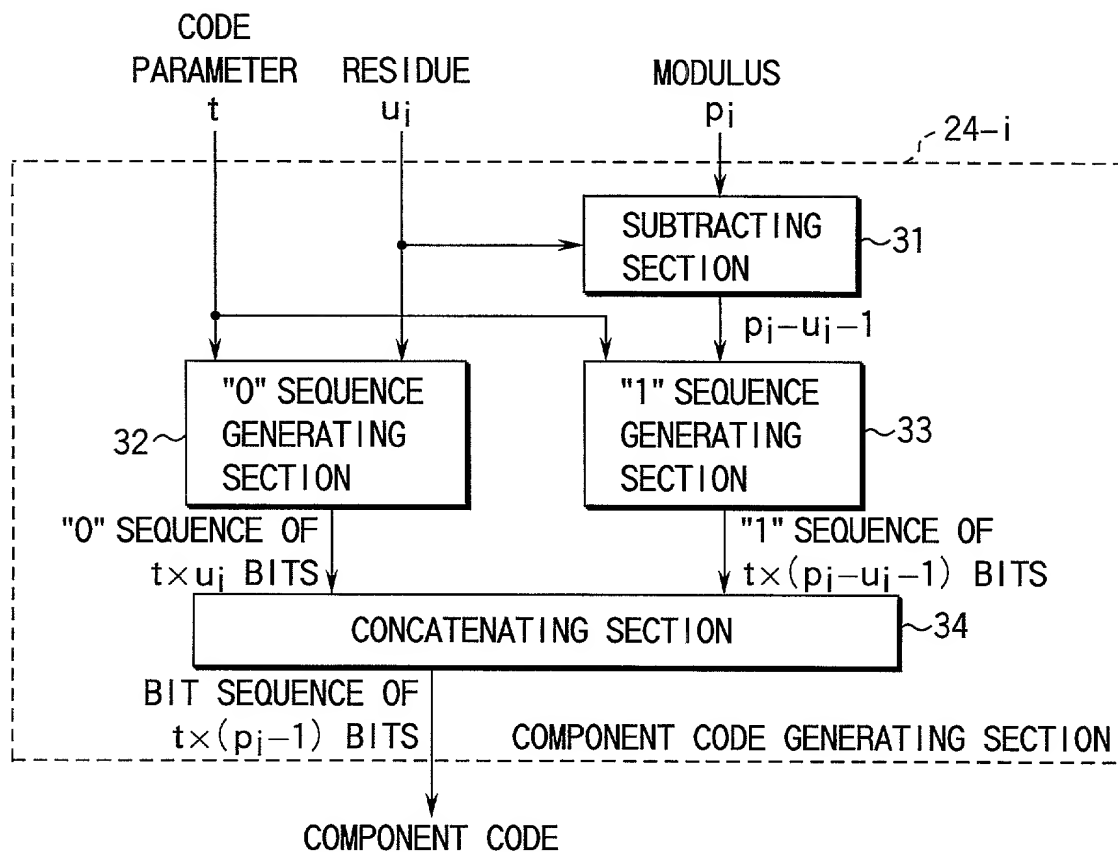 CODE
PARAMETER
t
RESIDUE
ui
MODULUS
pi
24-i
SUBTRACTING
SECTION
31
pi-ui-1
"0" SEQUENCE
GENERATING
SECTION
32
"1" SEQUENCE
GENERATING
SECTION
33
"0" SEQUENCE OF
t×ui BITS
"1" SEQUENCE OF
t×(pi-ui-1) BITS
CONCATENATING SECTION
34
BIT SEQUENCE OF
t×(pi-1) BITS
COMPONENT CODE GENERATING SECTION
COMPONENT CODE